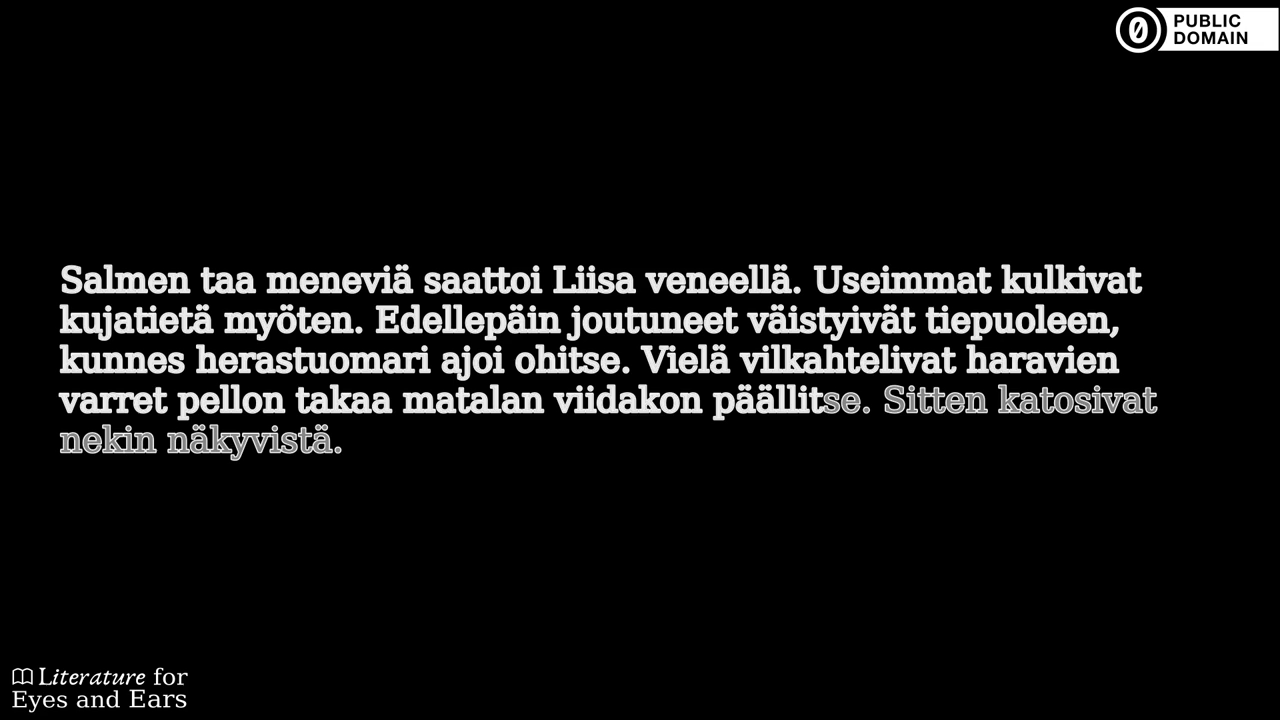 PUBLIC
DOMAIN
Salmen taa meneviä saattoi Liisa veneellä. Useimmat kulkivat
kujatietä myöten. Edellepäin joutuneet väistyivät tiepuoleen,
kunnes herastuomari ajoi ohitse. Vielä vilkahtelivat haravien
varret pellon takaa matalan viidakon päällitse. Sitten katosivat
nekin näkyvistä.
Literature for
Eyes and Ears